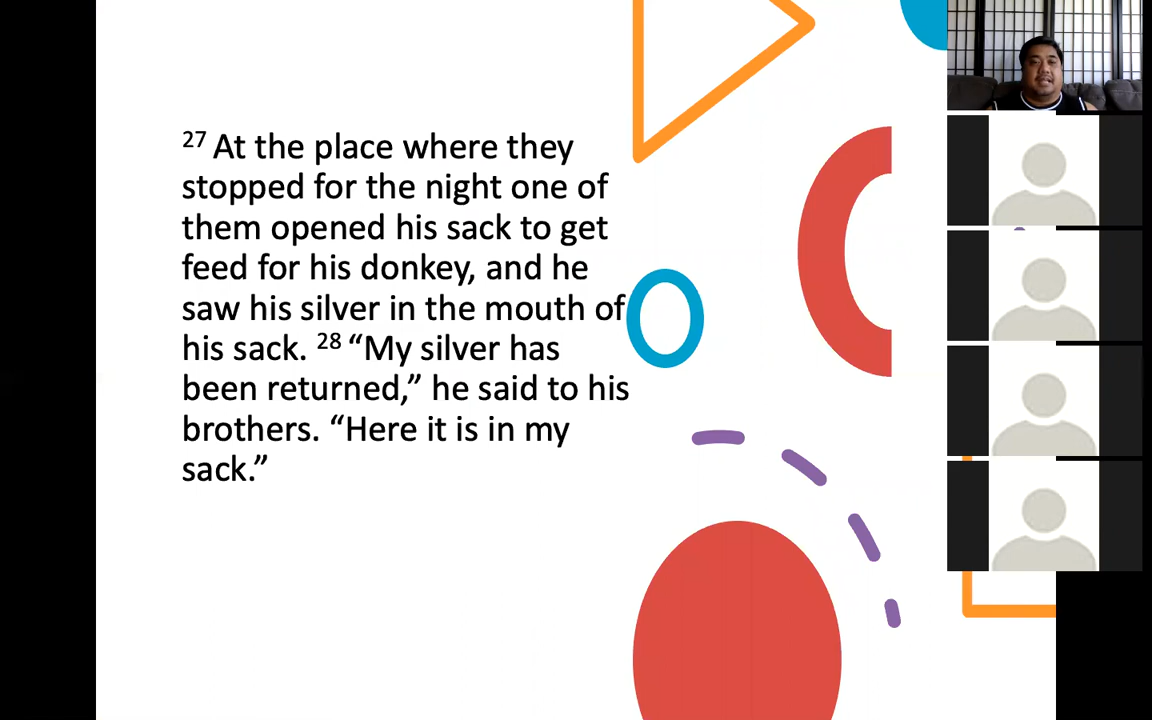 27 At the place where they
stopped for the night one of
them opened his sack to get
feed for his donkey, and he
saw his silver in the mouth of
his sack. 28 “My silver has
been returned,” he said to his
brothers. “Here it is in my
sack.”